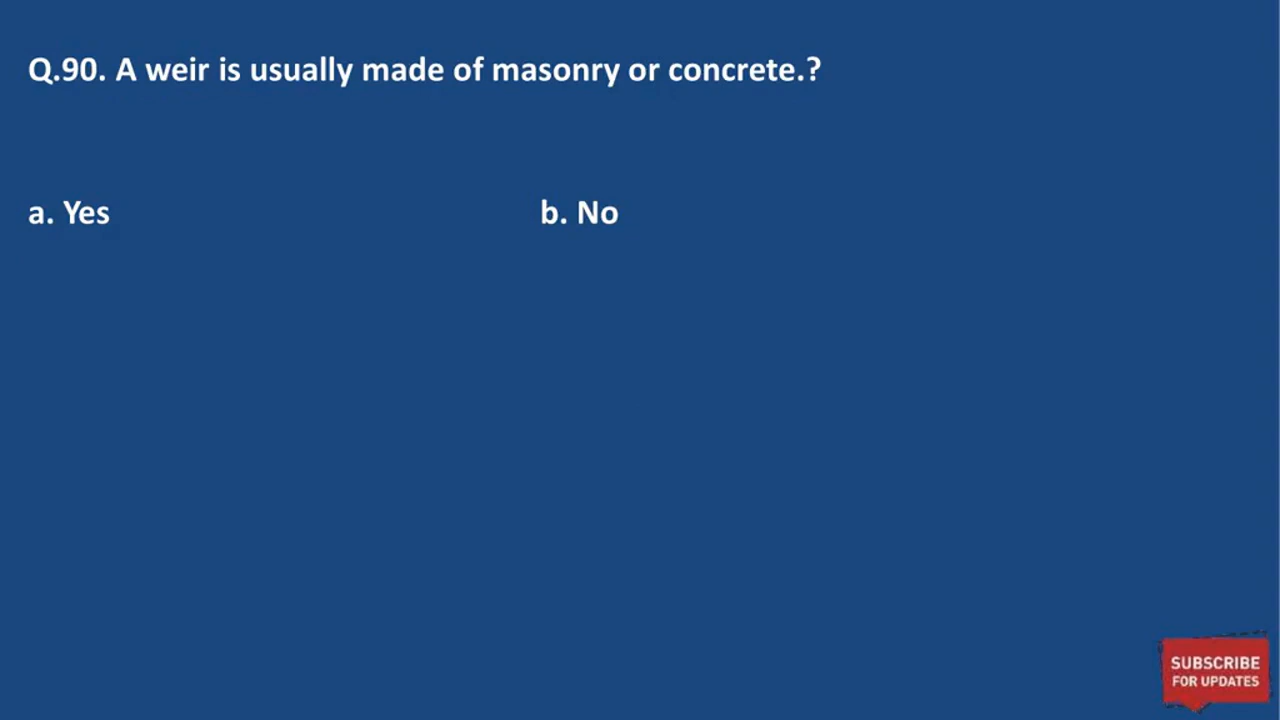 Q.90. A weir is usually made of masonry or concrete.?
a. Yes b. No
SUBSCRIBE
FOR UPDATES